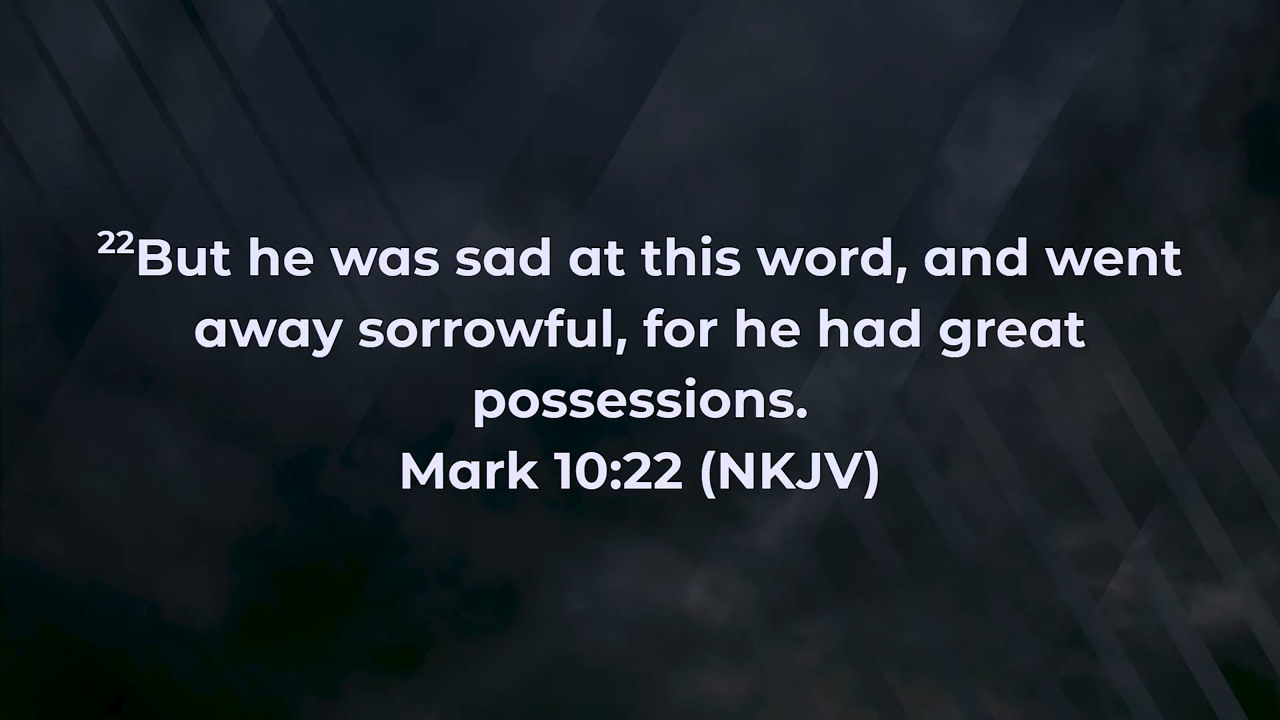 ²²But he was sad at this word, and went
away sorrowful, for he had great
possessions.
Mark 10:22 (NKJV)